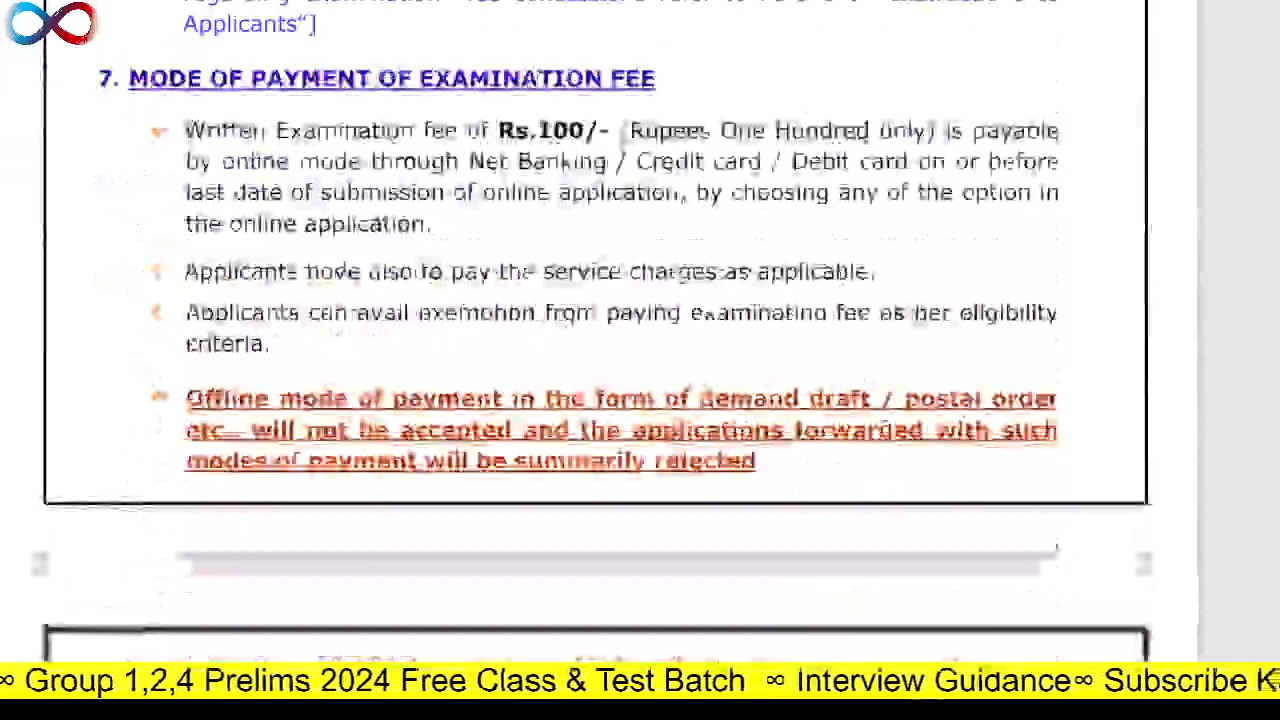 Applicants“]
7. MODE OF PAYMENT OF EXAMINATION FEE
Written Examination fee of Rs.100/- (Rupees One Hundred only) is payable
by online mode through Net Banking / Credit card / Debit card on or before
last date of submission of online application, by choosing any of the option in
the online application.
Applicants have also to pay the service charges as applicable.
Applicants can avail exemption from paying examination fee as per eligibility
criteria.
Offline mode of payment in the form of demand draft / postal order
etc., will not be accepted and the applications forwarded with such
modes of payment will be summarily rejected
∞ Group 1,2,4 Prelims 2024 Free Class & Test Batch ∞ Interview Guidance∞ Subscribe